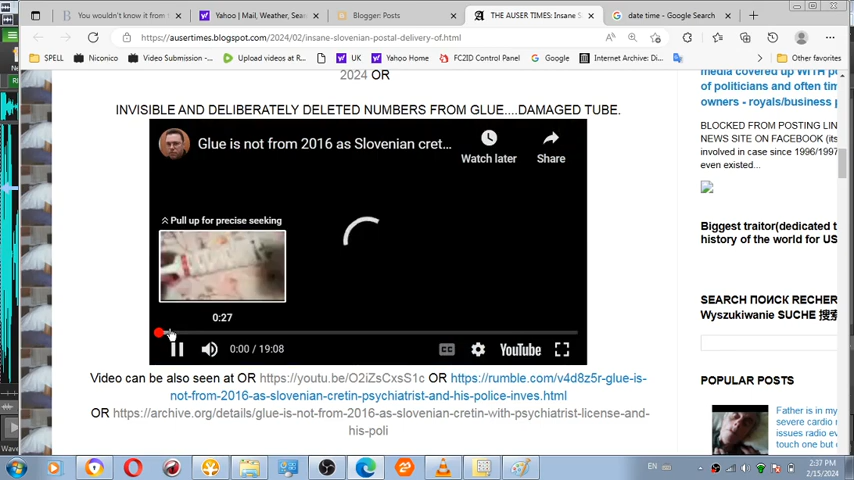 You wouldn't know it from t
Yahoo | Mail, Weather, Sea
Blogger: Posts
THE AUSER TIMES: Insane S
date time - Google Search
https://ausertimes.blogspot.com/2024/02/insane-slovenian-postal-delivery-of.html
SPELL
Niconico
Video Submission -
Upload videos at R
UK
Yahoo Home
FC2ID Control Panel
Google
Internet Archive: Di
Other favorites
2024 OR
INVISIBLE AND DELIBERATELY DELETED NUMBERS FROM GLUE....DAMAGED TUBE.
Glue is not from 2016 as Slovenian cret...
Watch later
Share
Pull up for precise seeking
0:27
0:00 / 19:08
CC
YouTube
Video can be also seen at OR https://youtu.be/O2iZsCxsS1c OR https://rumble.com/v4d8z5r-glue-is-
not-from-2016-as-slovenian-cretin-psychiatrist-and-his-police-inves.html
OR https://archive.org/details/glue-is-not-from-2016-as-slovenian-cretin-with-psychiatrist-license-and-
his-poli
media covered up WITH p
of politicians and often tim
owners - royals/business p
BLOCKED FROM POSTING LIN
NEWS SITE ON FACEBOOK (its
involved in case since 1996/1997
even existed...
Biggest traitor(dedicated t
history of the world for US
SEARCH ПОИСК RECHER
Wyszukiwanie SUCHE 搜索
POPULAR POSTS
Father is in my
severe cardio m
issues radio ev
EN
2:37 PM
2/15/2024